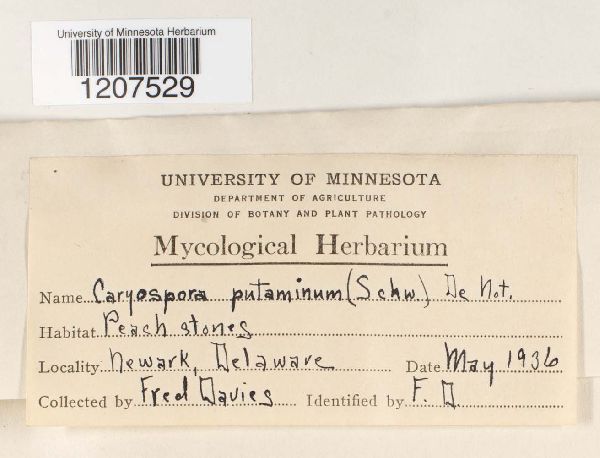 University of Minnesota Herbarium
1207529
UNIVERSITY OF MINNESOTA
DEPARTMENT OF AGRICULTURE
DIVISION OF BOTANY AND PLANT PATHOLOGY
Mycological Herbarium
Name Caryospora putaminum (Schw.) De Not.
Habitat Peach stones
Locality Newark, Delaware Date May 1936
Collected by Fred Davies Identified by F. D